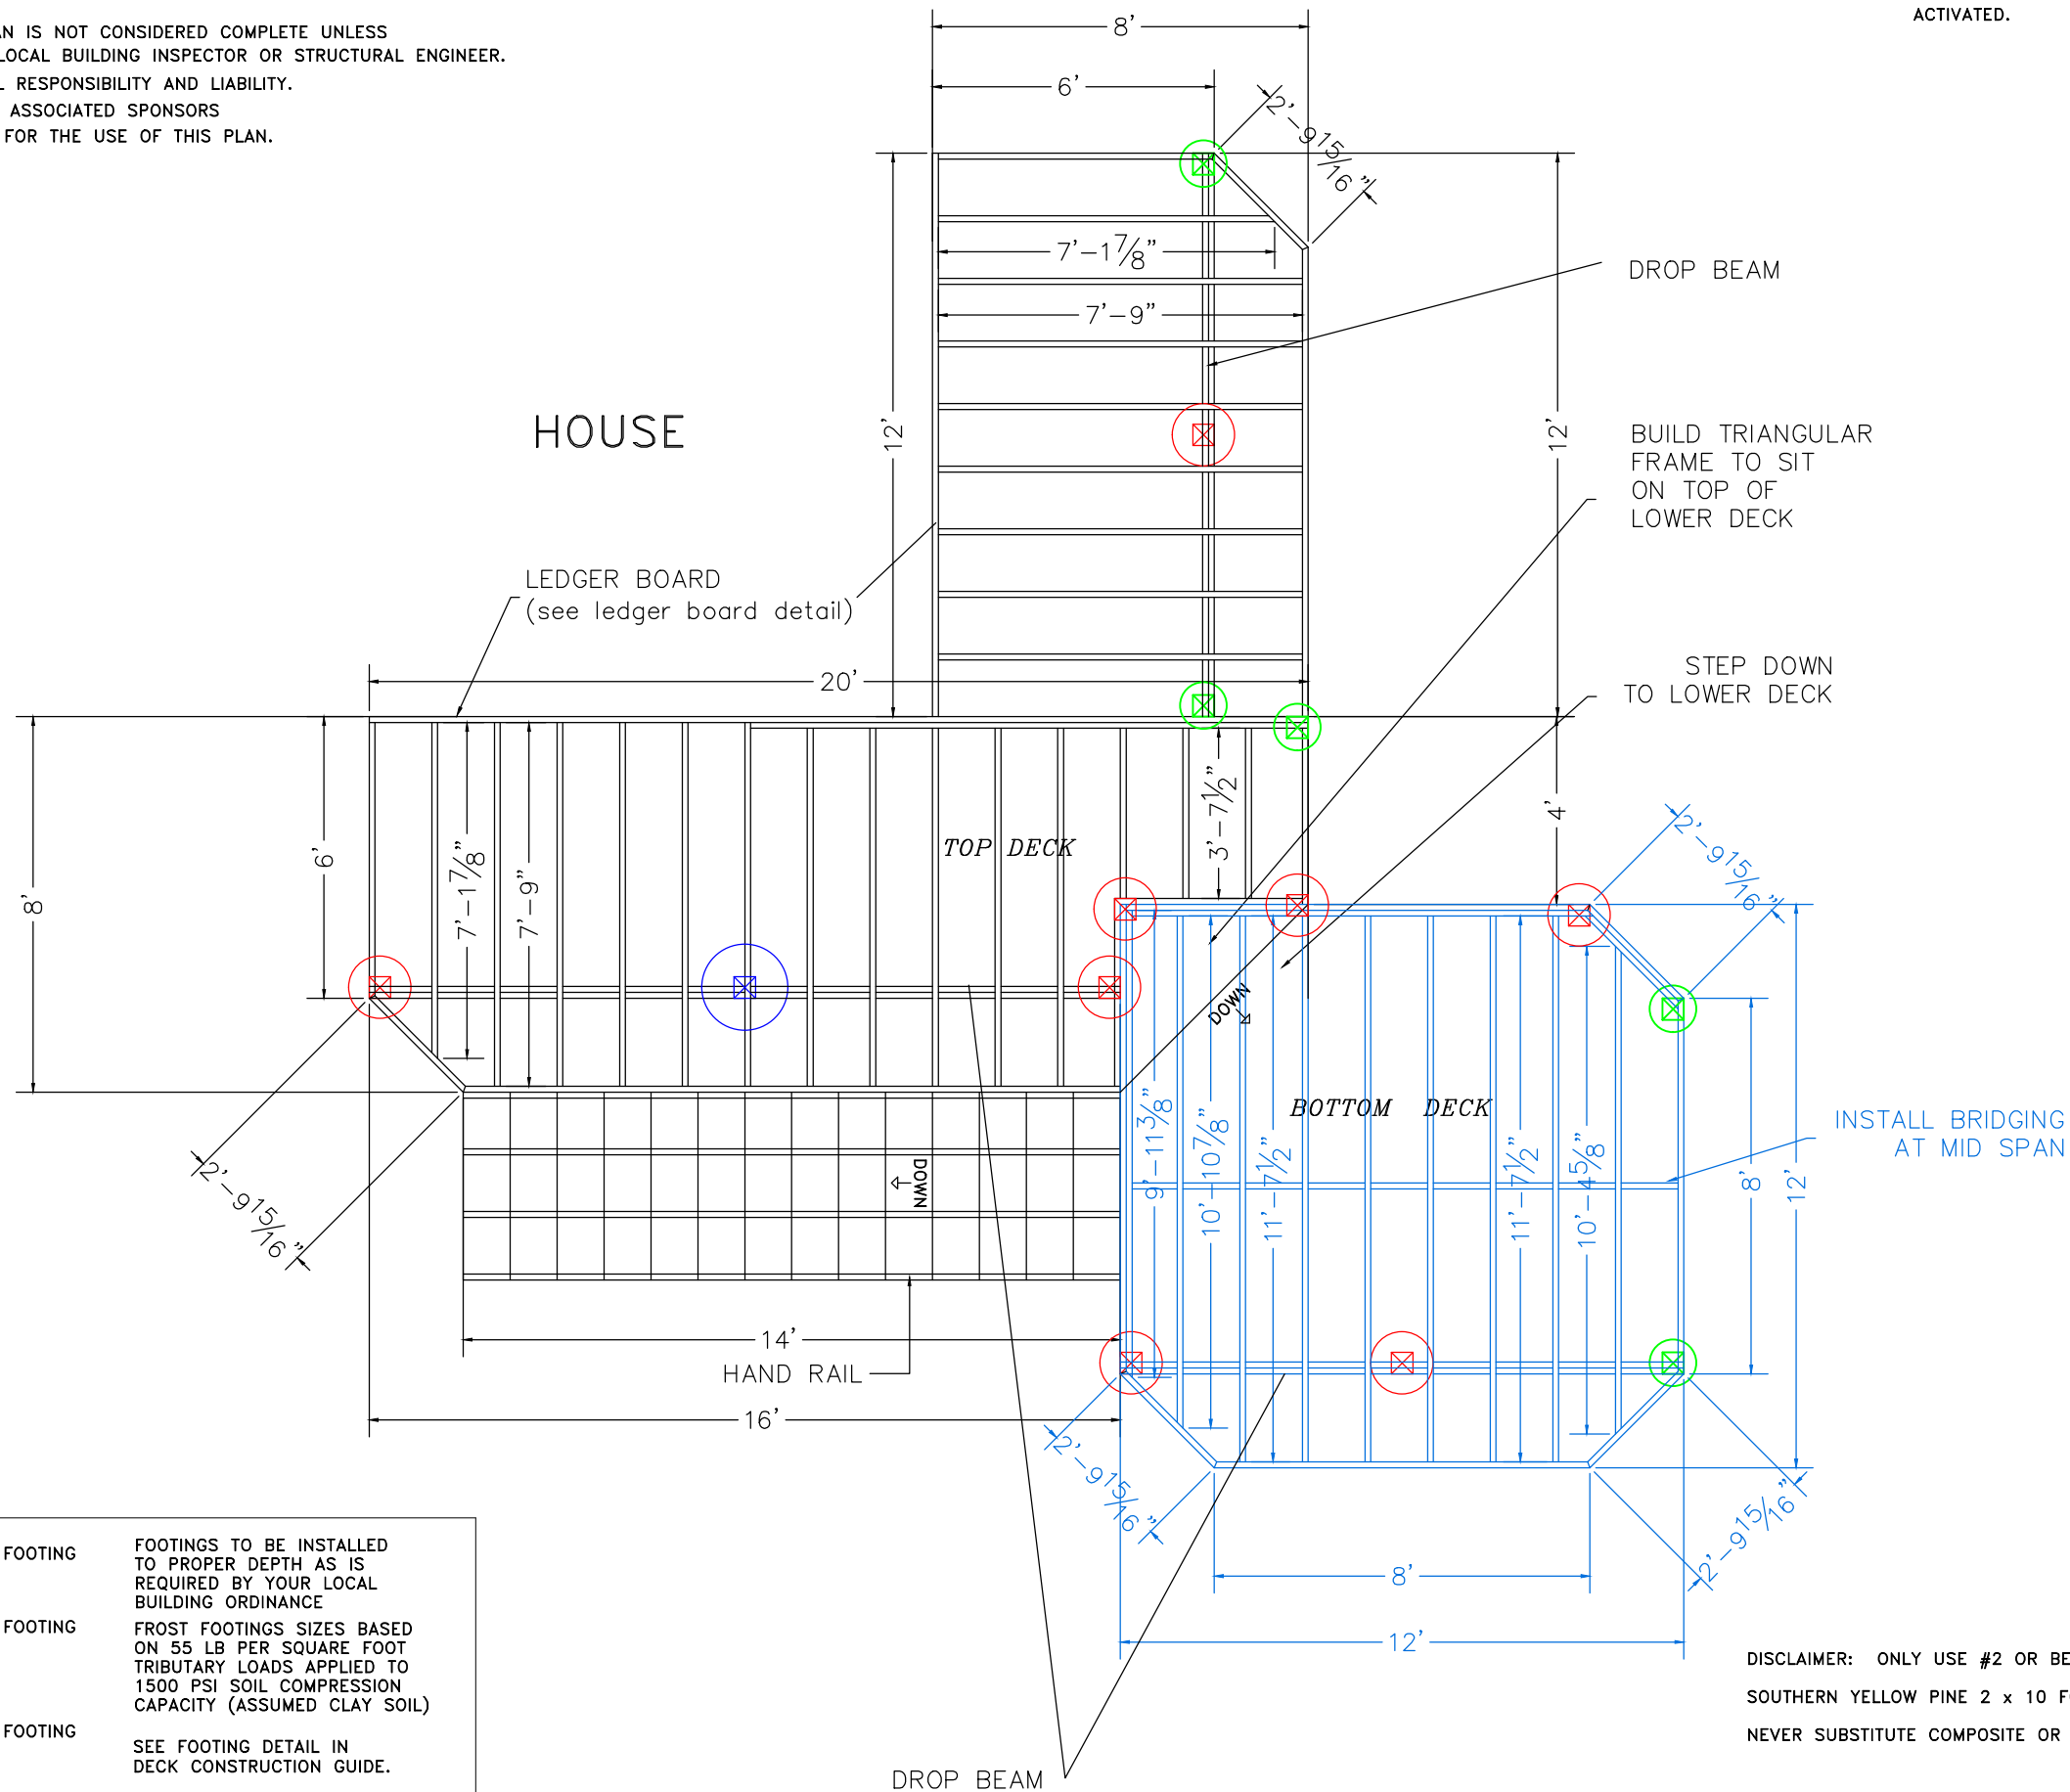 AN IS NOT CONSIDERED COMPLETE UNLESS
LOCAL BUILDING INSPECTOR OR STRUCTURAL ENGINEER.
L RESPONSIBILITY AND LIABILITY.
ASSOCIATED SPONSORS
FOR THE USE OF THIS PLAN.
ACTIVATED.
8'
6'
2'-9 15/16"
7'-1 7/8"
7'-9"
12'
12'
DROP BEAM
HOUSE
BUILD TRIANGULAR
FRAME TO SIT
ON TOP OF
LOWER DECK
LEDGER BOARD
(see ledger board detail)
STEP DOWN
TO LOWER DECK
20'
8'
6'
7'-1 7/8"
7'-9"
TOP DECK
3'-7 1/2"
4'
2'-9 15/16"
DOWN
BOTTOM DECK
9'-11 3/8"
10'-10 7/8"
11'-7 1/2"
11'-7 1/2"
10'-4 5/8"
8'
12'
INSTALL BRIDGING
AT MID SPAN
2'-9 15/16"
DOWN
14'
HAND RAIL
16'
2'-9 15/16"
2'-9 15/16"
8'
12'
FOOTING
FOOTINGS TO BE INSTALLED
TO PROPER DEPTH AS IS
REQUIRED BY YOUR LOCAL
BUILDING ORDINANCE
FOOTING
FROST FOOTINGS SIZES BASED
ON 55 LB PER SQUARE FOOT
TRIBUTARY LOADS APPLIED TO
1500 PSI SOIL COMPRESSION
CAPACITY (ASSUMED CLAY SOIL)
FOOTING
SEE FOOTING DETAIL IN
DECK CONSTRUCTION GUIDE.
DROP BEAM
DISCLAIMER: ONLY USE #2 OR BE
SOUTHERN YELLOW PINE 2 x 10 F
NEVER SUBSTITUTE COMPOSITE OR